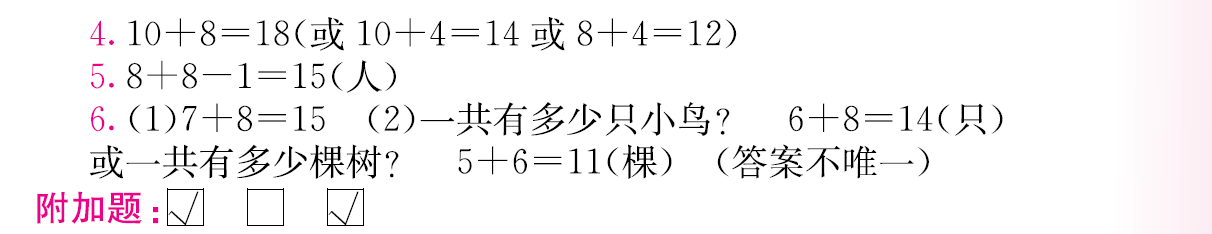 4. 10+8=18(或 10+4=14 或 8+4=12)
5. 8+8-1=15(人)
6. (1)7+8=15 (2)一共有多少只小鸟? 6+8=14(只)
或一共有多少棵树? 5+6=11(棵) (答案不唯一)
附加题:☑ ☐ ☑